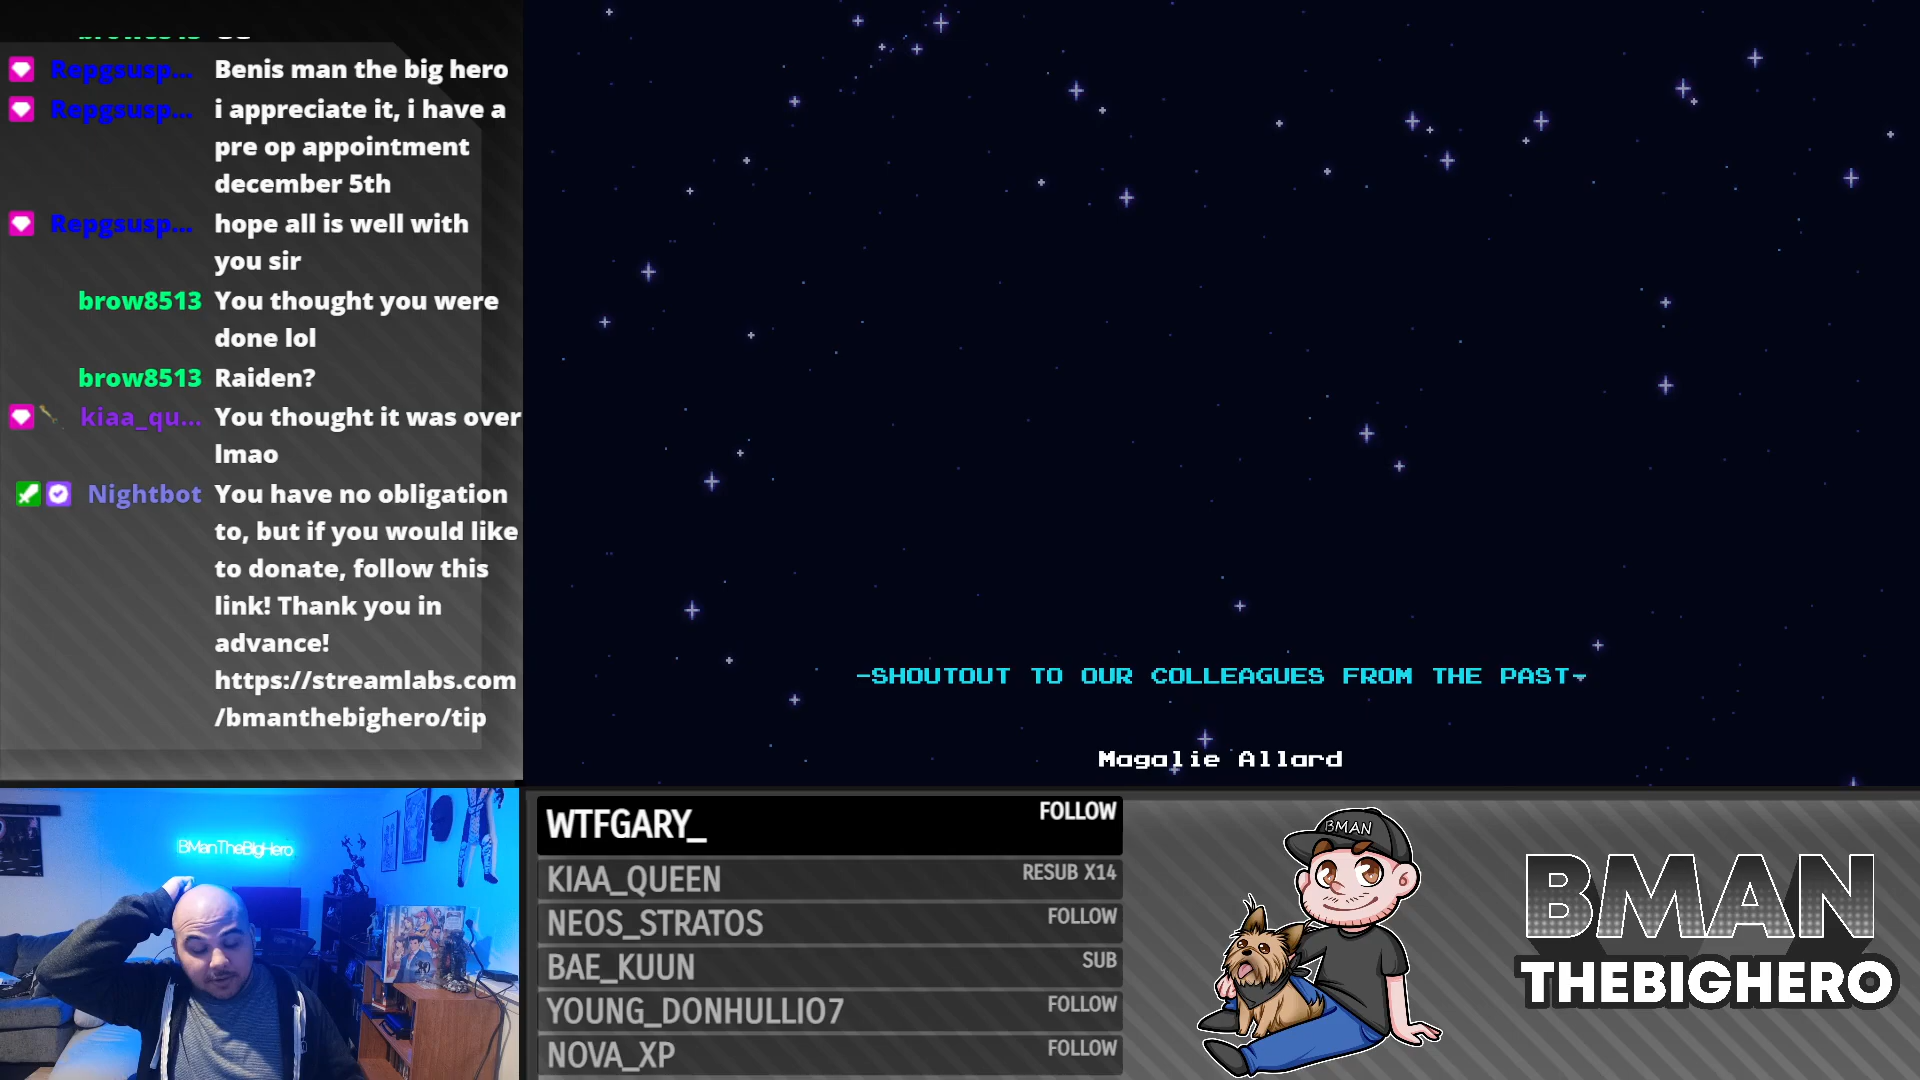 Repgsusp... Benis man the big hero
Repgsusp... i appreciate it, i have a
pre op appointment
december 5th
Repgsusp... hope all is well with
you sir
brow8513 You thought you were
done lol
brow8513 Raiden?
kiaa_qu... You thought it was over
lmao
Nightbot You have no obligation
to, but if you would like
to donate, follow this
link! Thank you in
advance!
https://streamlabs.com
/bmanthebighero/tip
-SHOUTOUT TO OUR COLLEAGUES FROM THE PAST-
Magalie Allard
BManTheBigHero
WTFGARY_ FOLLOW
KIAA_QUEEN RESUB X14
NEOS_STRATOS FOLLOW
BAE_KUUN SUB
YOUNG_DONHULLIO7 FOLLOW
NOVA_XP FOLLOW
BMAN
BMAN
THEBIGHERO